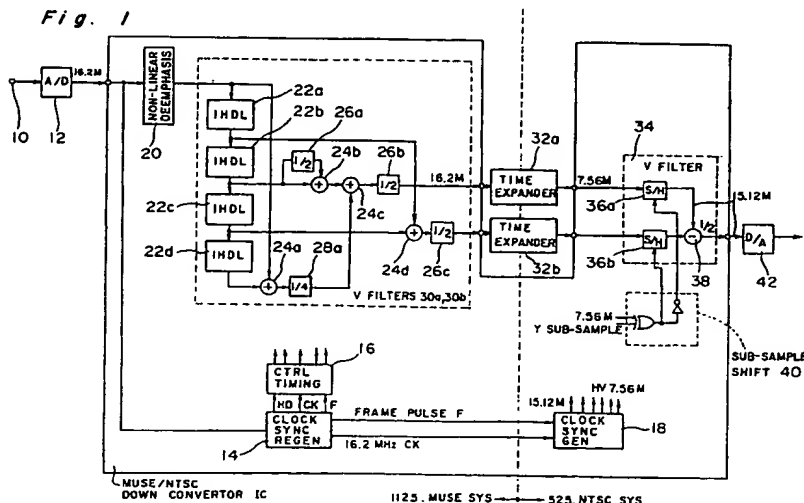 Fig. 1
A/D
16.2M
10
12
NON-LINEAR
DEEMPHASIS
20
1HDL
22a
1HDL
22b
1HDL
22c
1HDL
22d
26a
1/2
24b
26b
1/2
24c
16.2M
24a
28a
1/4
24d
1/2
26c
V FILTERS 30a,30b
32a
TIME
EXPANDER
7.56M
TIME
EXPANDER
32b
34
V FILTER
S/H
36a
15.12M
S/H
36b
1/2
38
D/A
42
7.56M
Y SUB-SAMPLE
SUB-SAMPLE
SHIFT 40
16
CTRL
TIMING
HD CK F
CLOCK
SYNC
REGEN
14
FRAME PULSE F
16.2 MHz CK
15.12M
HV 7.56M
CLOCK
SYNC
GEN
18
MUSE/NTSC
DOWN CONVERTOR IC
1125. MUSE SYS
525. NTSC SYS